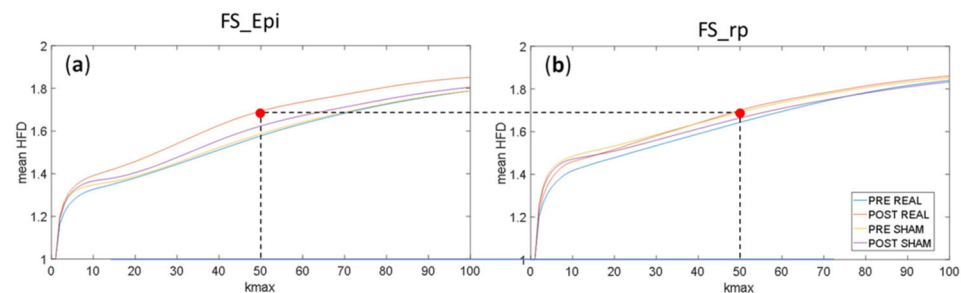 FS_Epi
FS_rp
(a)
2
1.8
1.6
1.4
1.2
1
mean HFD
0 10 20 30 40 50 60 70 80 90 100
kmax
(b)
2
1.8
1.6
1.4
1.2
1
mean HFD
0 10 20 30 40 50 60 70 80 90 100
kmax
PRE REAL
POST REAL
PRE SHAM
POST SHAM